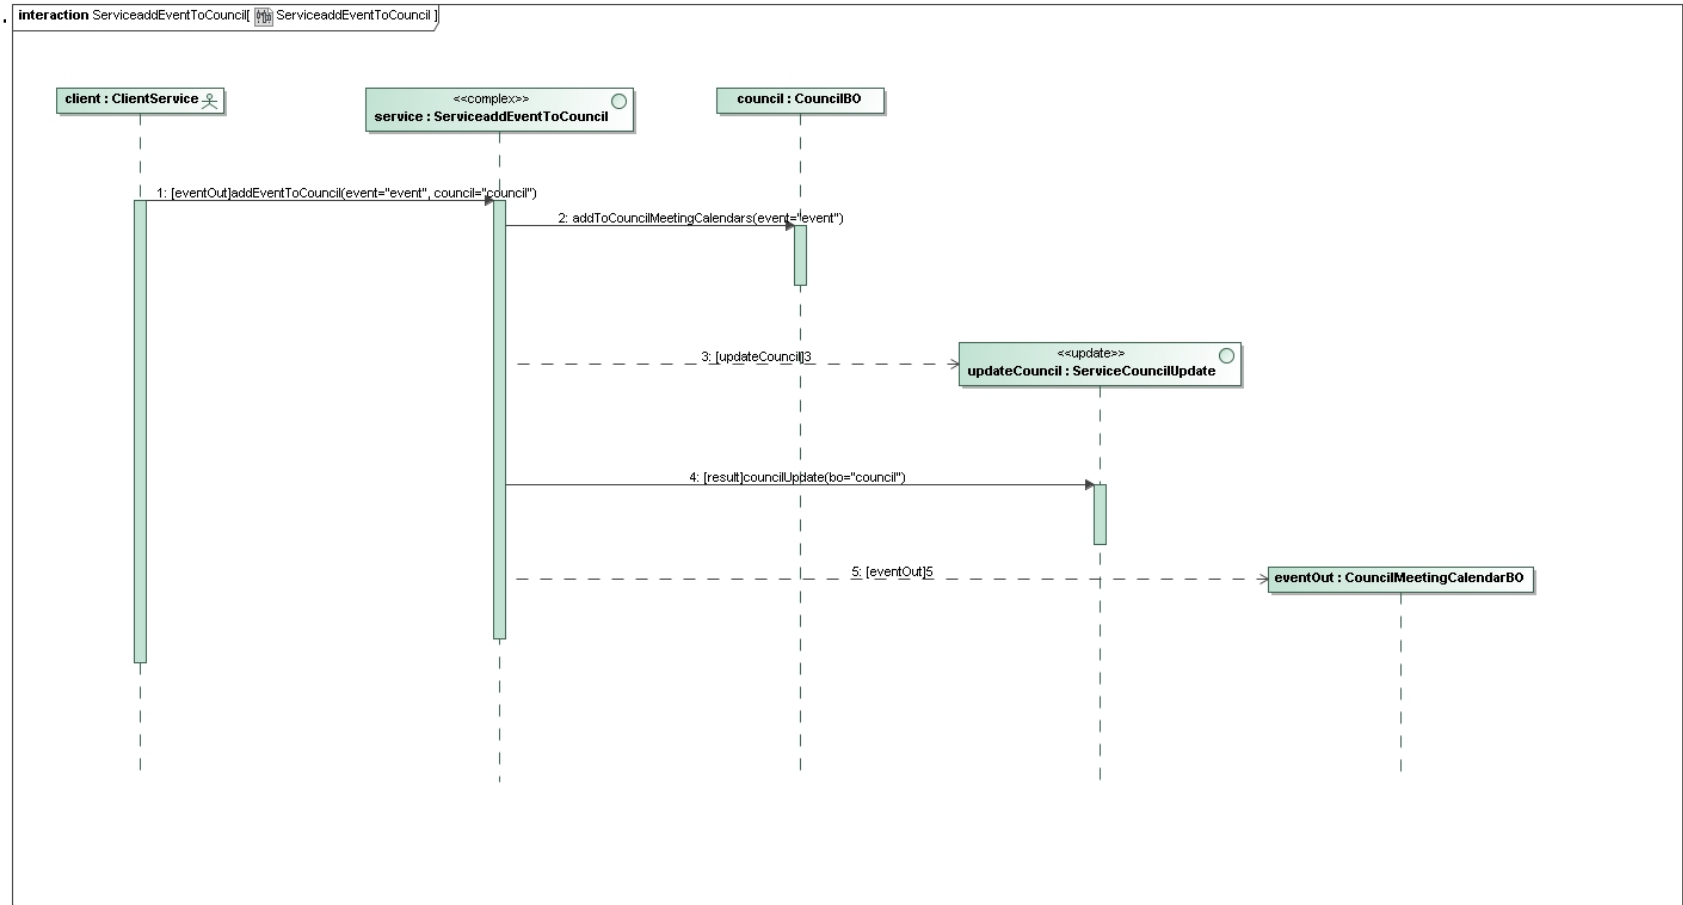 interaction ServiceaddEventToCouncil[ ServiceaddEventToCouncil ]
client : ClientService
<<complex>>
service : ServiceaddEventToCouncil
council : CouncilBO
1: [eventOut]addEventToCouncil(event="event", council="council")
2: addToCouncilMeetingCalendars(event="event")
3: [updateCouncil]3
<<update>>
updateCouncil : ServiceCouncilUpdate
4: [result]councilUpdate(bo="council")
5: [eventOut]5
eventOut : CouncilMeetingCalendarBO